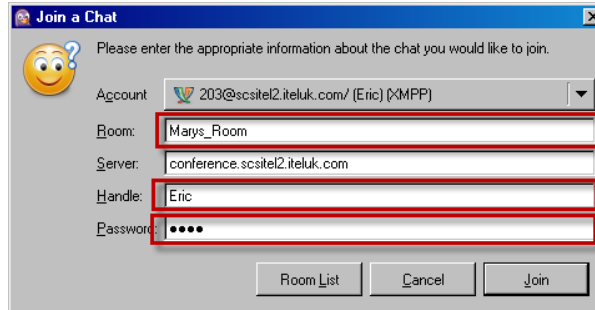 Join a Chat
Please enter the appropriate information about the chat you would like to join.
Account 203@scsitel2.iteluk.com/ (Eric) (XMPP)
Room: Marys_Room
Server: conference.scsitel2.iteluk.com
Handle: Eric
Password: ●●●●
Room List Cancel Join